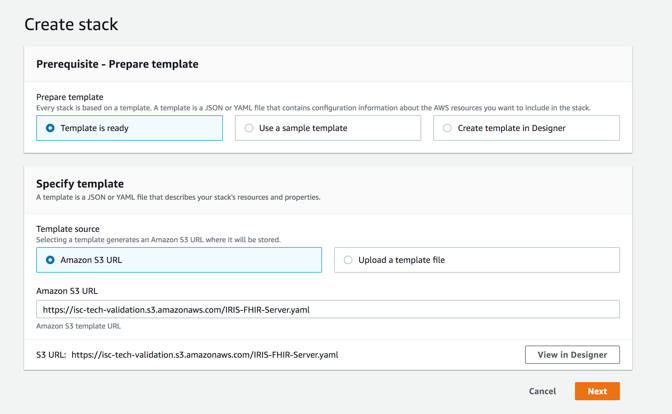 Create stack
Prerequisite - Prepare template
Prepare template
Every stack is based on a template. A template is a JSON or YAML file that contains configuration information about the AWS resources you want to include in the stack.
Template is ready
Use a sample template
Create template in Designer
Specify template
A template is a JSON or YAML file that describes your stack's resources and properties.
Template source
Selecting a template generates an Amazon S3 URL where it will be stored.
Amazon S3 URL
Upload a template file
Amazon S3 URL
https://isc-tech-validation.s3.amazonaws.com/IRIS-FHIR-Server.yaml
Amazon S3 template URL
S3 URL: https://isc-tech-validation.s3.amazonaws.com/IRIS-FHIR-Server.yaml
View in Designer
Cancel
Next